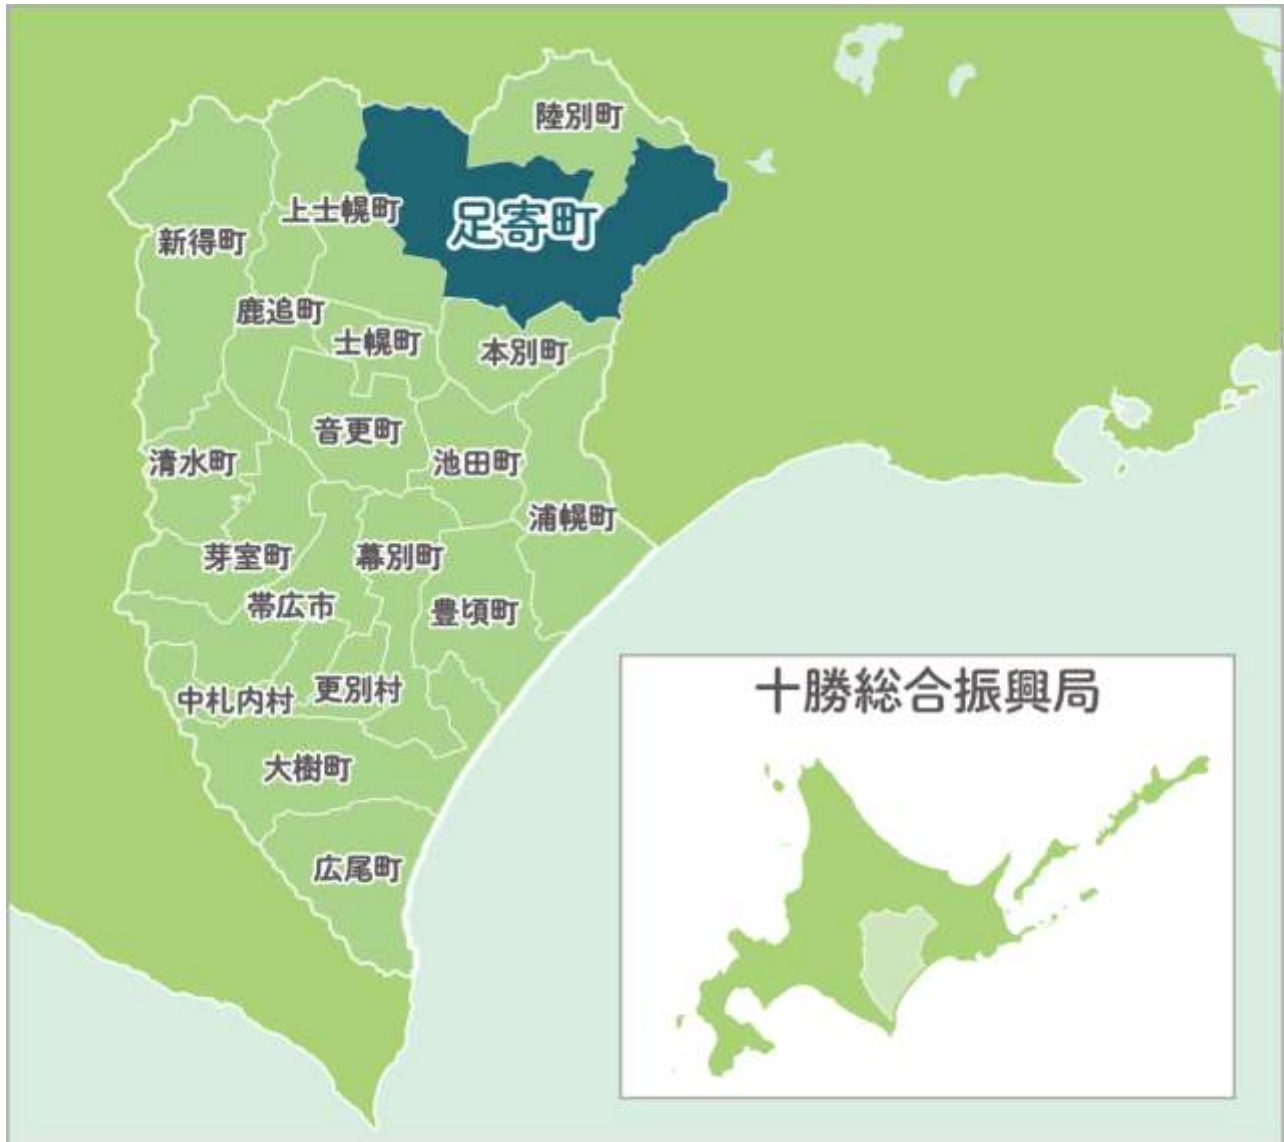 陸別町
足寄町
上士幌町
新得町
鹿追町
士幌町
本別町
音更町
清水町
池田町
浦幌町
芽室町
幕別町
帯広市
豊頃町
更別村
中札内村
大樹町
広尾町
十勝総合振興局